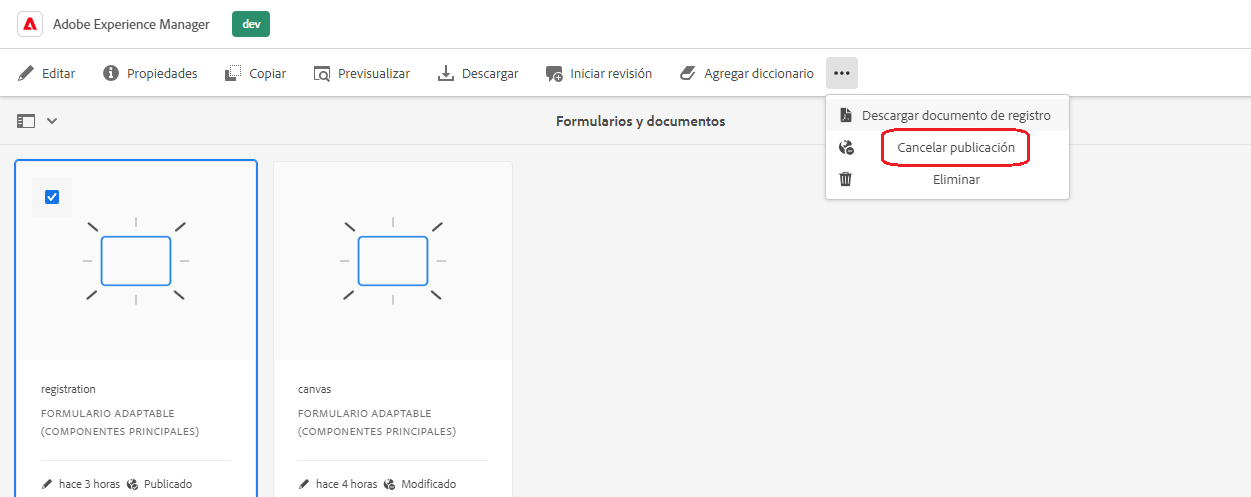 Adobe Experience Manager
dev
Editar
Propiedades
Copiar
Previsualizar
Descargar
Iniciar revisión
Agregar diccionario
Descargar documento de registro
Cancelar publicación
Eliminar
Formularios y documentos
registration
FORMULARIO ADAPTABLE
(COMPONENTES PRINCIPALES)
hace 3 horas
Publicado
canvas
FORMULARIO ADAPTABLE
(COMPONENTES PRINCIPALES)
hace 4 horas
Modificado